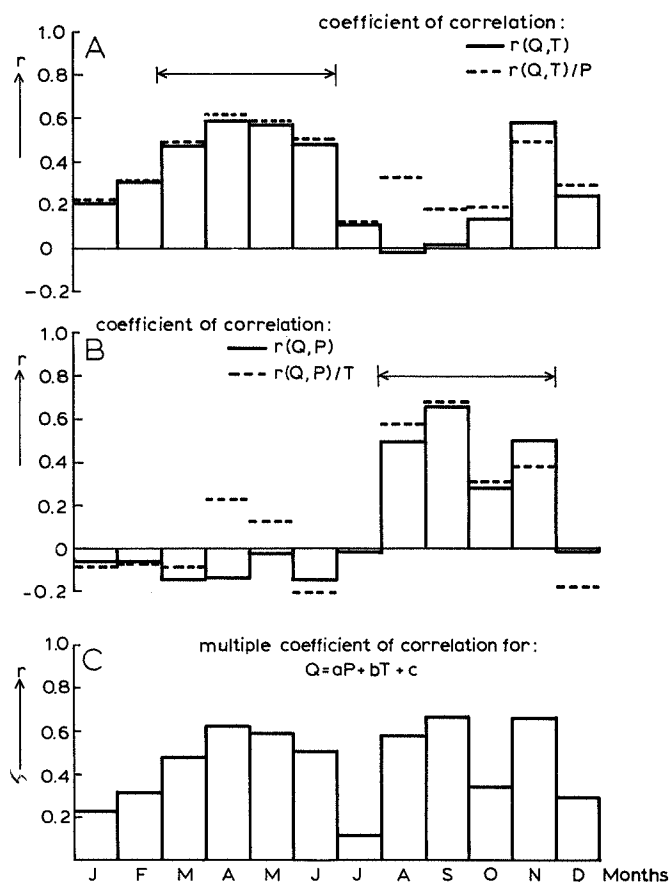 coefficient of correlation:
A
r(Q,T)
r(Q,T)/P
r
1.0
0.8
0.6
0.4
0.2
0
-0.2
coefficient of correlation:
B
r(Q,P)
r(Q,P)/T
r
1.0
0.8
0.6
0.4
0.2
0
-0.2
C
multiple coefficient of correlation for:
Q=aP+bT+c
r
1.0
0.8
0.6
0.4
0.2
J F M A M J J A S O N D Months